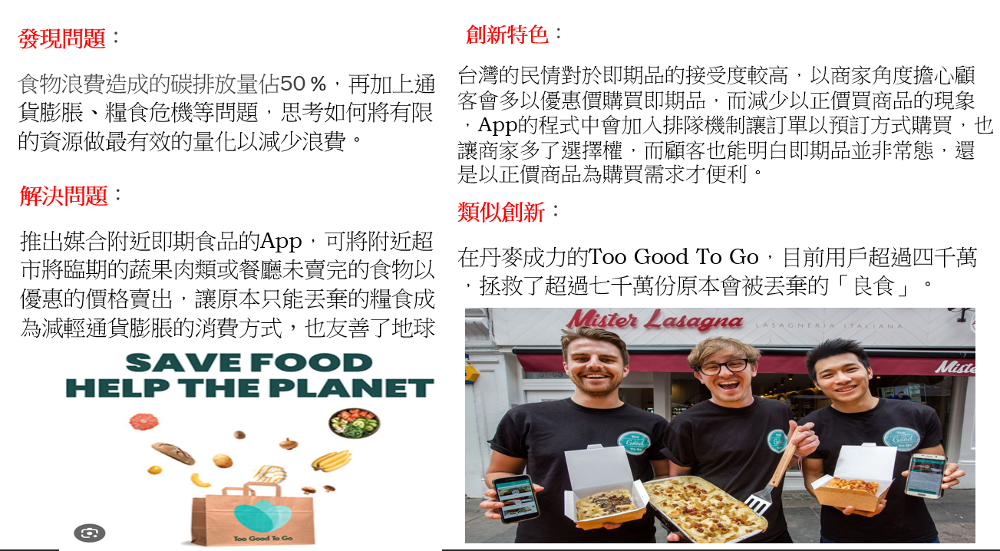 發現問題：
食物浪費造成的碳排放量佔50％，再加上通
貨膨脹、糧食危機等問題，思考如何將有限
的資源做最有效的量化以減少浪費。
解決問題：
推出媒合附近即期食品的App，可將附近超
市將臨期的蔬果肉類或餐廳未賣完的食物以
優惠的價格賣出，讓原本只能丟棄的糧食成
為減輕通貨膨脹的消費方式，也友善了地球
SAVE FOOD
HELP THE PLANET
Too Good To Go
創新特色：
台灣的民情對於即期品的接受度較高，以商家角度擔心顧
客會多以優惠價購買即期品，而減少以正價買商品的現象
，App的程式中會加入排隊機制讓訂單以預訂方式購買，也
讓商家多了選擇權，而顧客也能明白即期品並非常態，還
是以正價商品為購買需求才便利。
類似創新：
在丹麥成力的Too Good To Go，目前用戶超過四千萬
，拯救了超過七千萬份原本會被丟棄的「良食」。
Mister Lasagna
LASAGNERIA ITALIANA
Miste
Too
Good
To Go
Too
Good
To Go